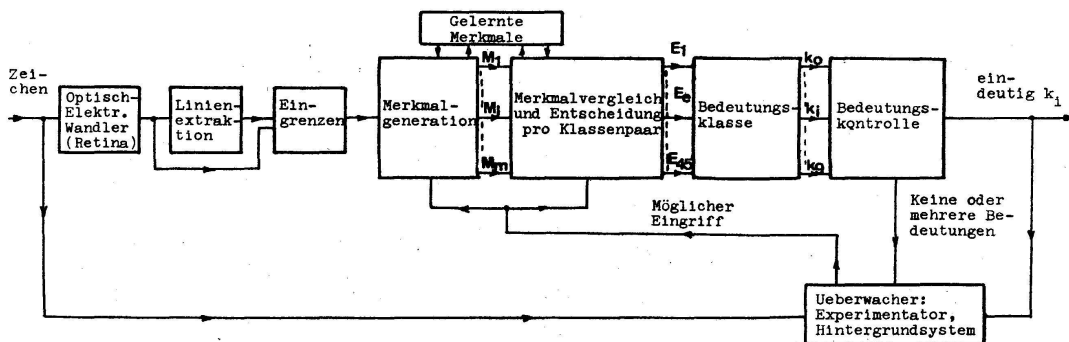 Gelernte
Merkmale
Zei-
chen
Optisch-
Elektr.
Wandler
(Retina)
Linien-
extrak-
tion
Ein-
grenzen
Merkmal-
generation
M1
Mi
Mm
Merkmalvergleich
und Entscheidung
pro Klassenpaar
E1
Ee
E45
Bedeutungs-
klasse
k0
ki
k9
Bedeutungs-
kontrolle
ein-
deutig ki
Möglicher
Eingriff
Keine oder
mehrere Be-
deutungen
Ueberwacher:
Experimentator,
Hintergrundsystem